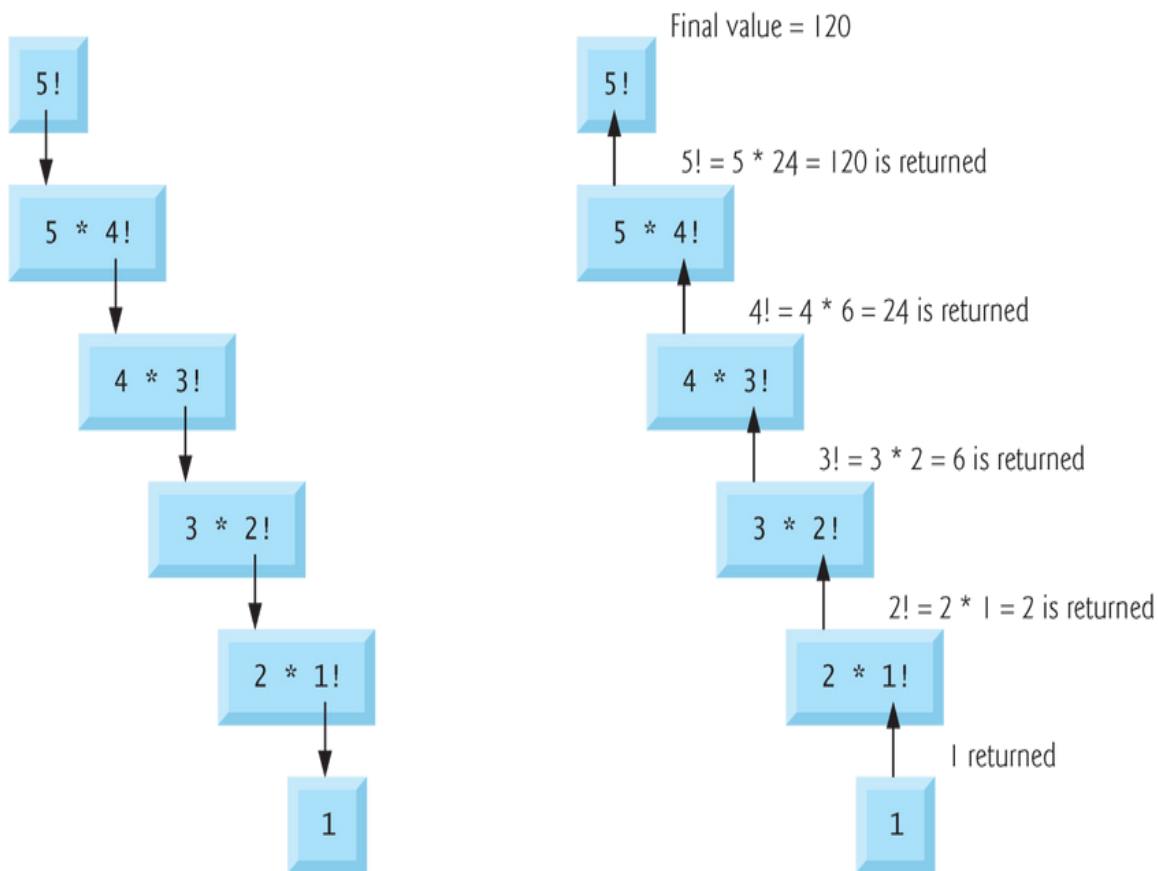 5!
5 * 4!
4 * 3!
3 * 2!
2 * 1!
1
Final value = 120
5!
5! = 5 * 24 = 120 is returned
5 * 4!
4! = 4 * 6 = 24 is returned
4 * 3!
3! = 3 * 2 = 6 is returned
3 * 2!
2! = 2 * 1 = 2 is returned
2 * 1!
1 returned
1